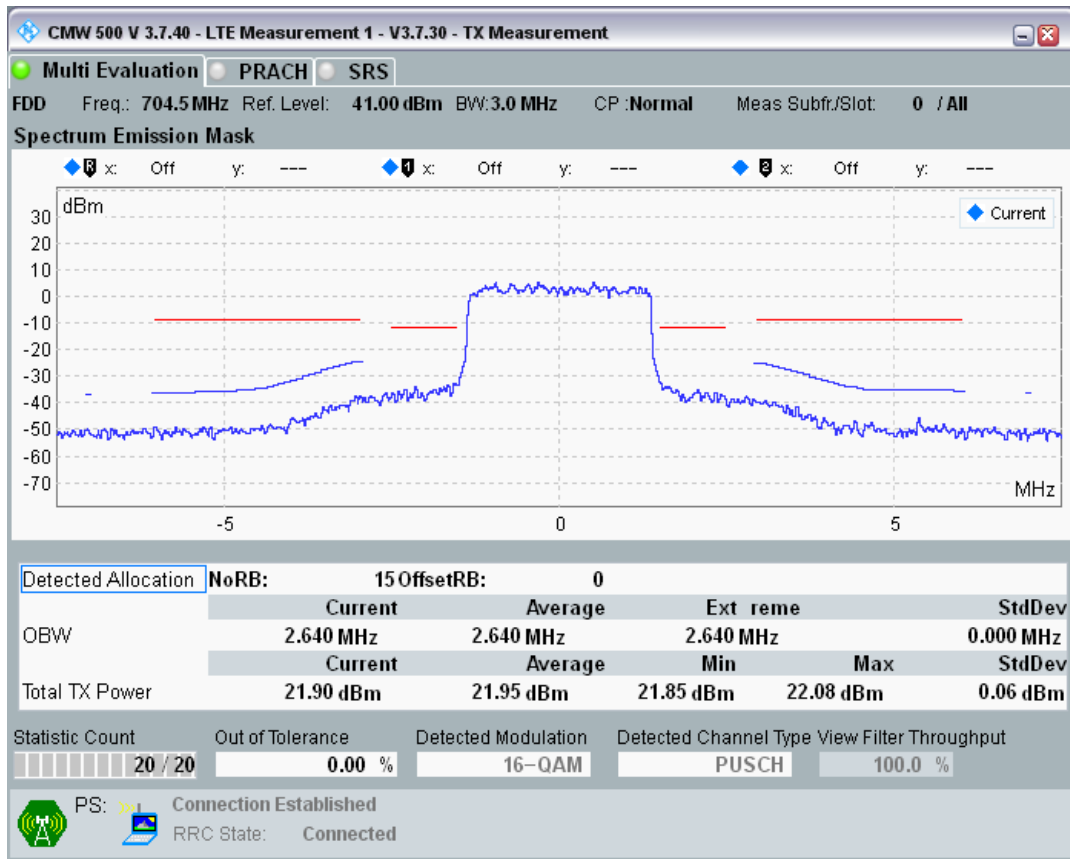 CMW 500 V 3.7.40 - LTE Measurement 1 - V3.7.30 - TX Measurement
Multi Evaluation PRACH SRS
FDD Freq.: 704.5 MHz Ref. Level: 41.00 dBm BW: 3.0 MHz CP :Normal Meas Subfr./Slot: 0 / All
Spectrum Emission Mask
R x: Off y: --- 1 x: Off y: --- 2 x: Off y: ---
dBm
Current
30
20
10
0
-10
-20
-30
-40
-50
-60
-70
MHz
-5 0 5
Detected Allocation NoRB: 15 OffsetRB: 0
Current Average Ext reme StdDev
OBW 2.640 MHz 2.640 MHz 2.640 MHz 0.000 MHz
Current Average Min Max StdDev
Total TX Power 21.90 dBm 21.95 dBm 21.85 dBm 22.08 dBm 0.06 dBm
Statistic Count Out of Tolerance Detected Modulation Detected Channel Type View Filter Throughput
20 / 20 0.00 % 16-QAM PUSCH 100.0 %
PS: Connection Established
RRC State: Connected